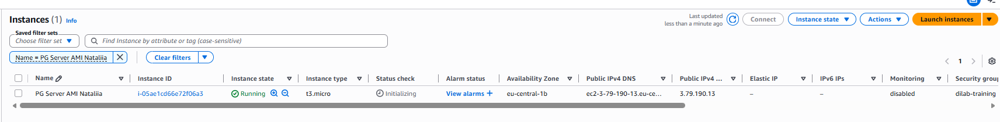 Instances (1) Info
Last updated
less than a minute ago
Connect
Instance state
Actions
Launch instances
Saved filter sets
Choose filter set
Find Instance by attribute or tag (case-sensitive)
Name = PG Server AMI Nataliia
Clear filters
1
Name Instance ID Instance state Instance type Status check Alarm status Availability Zone Public IPv4 DNS Public IPv4 ... Elastic IP IPv6 IPs Monitoring Security group
PG Server AMI Nataliia i-05ae1cd66e72f06a3 Running t3.micro Initializing View alarms + eu-central-1b ec2-3-79-190-13.eu-ce... 3.79.190.13 – – disabled dilab-training